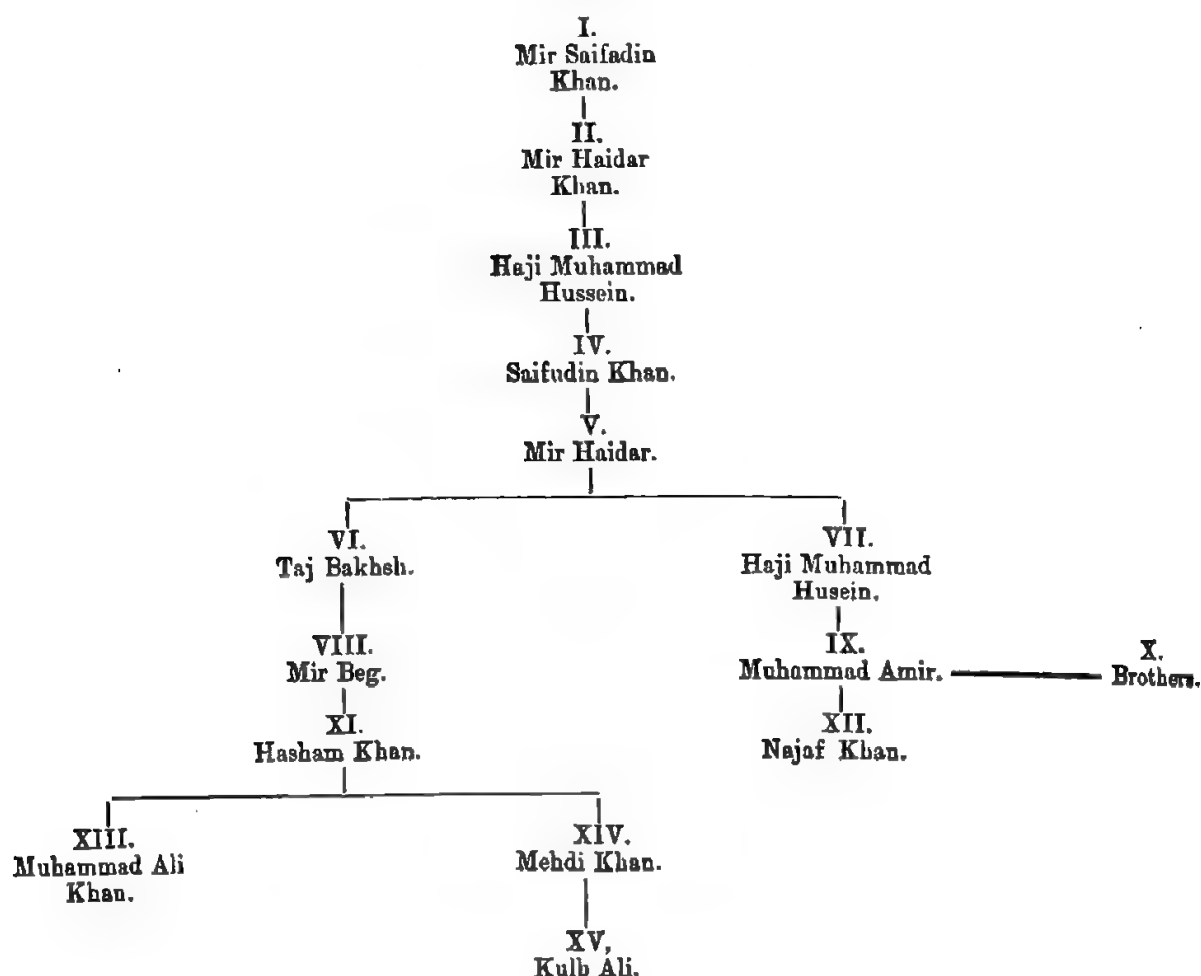 I.
Mir Saifadin
Khan.
II.
Mir Haidar
Khan.
III.
Haji Muhammad
Hussein.
IV.
Saifudin Khan.
V.
Mir Haidar.
VI.
Taj Bakhsh.
VII.
Haji Muhammad
Husein.
VIII.
Mir Beg.
IX.
Muhammad Amir.
X.
Brothers.
XI.
Hasham Khan.
XII.
Najaf Khan.
XIII.
Muhammad Ali
Khan.
XIV.
Mehdi Khan.
XV,
Kulb Ali.